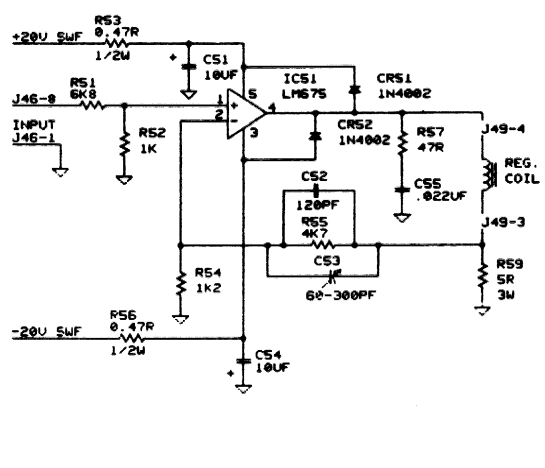 R53
+20V SWF 0.47R
1/2W
+ C51
10UF
R51
J46-8 6K8
INPUT
J46-1
R52
1K
1 +
2 -
5
3
4
IC51
LM675
CR51
1N4002
CR52
1N4002
R57
47R
C55
.022UF
J49-4
REG.
COIL
J49-3
C52
120PF
R55
4K7
C53
60-300PF
R54
1K2
R59
5R
3W
R56
-20V SWF 0.47R
1/2W
C54
+ 10UF